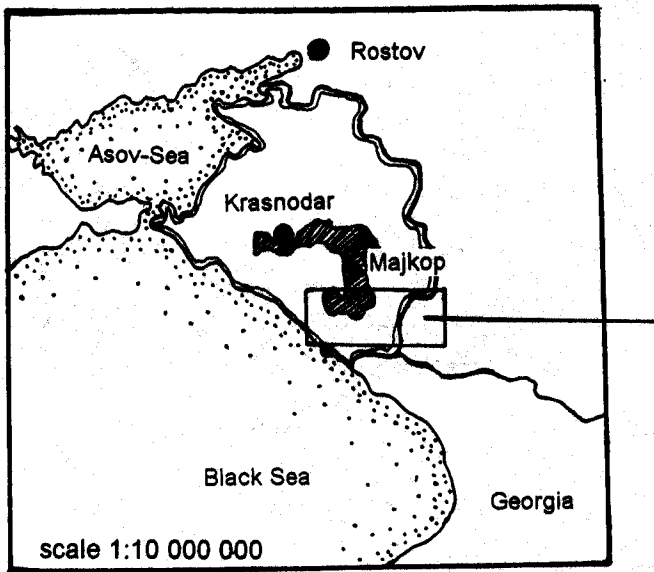 Rostov
Asov-Sea
Krasnodar
Majkop
Black Sea
Georgia
scale 1:10 000 000